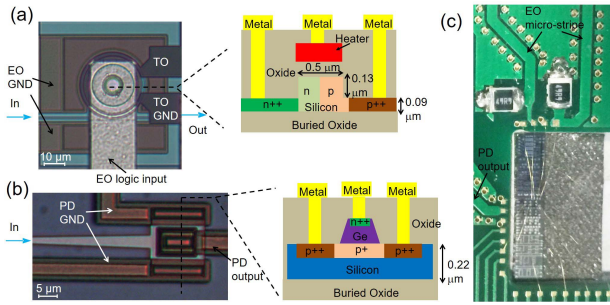 (a)
TO
EO
GND
TO
GND
In
Out
10 μm
EO logic input
Metal Metal Metal
Heater
Oxide
0.5 μm
0.13
μm
n p
n++ Silicon p++
0.09
μm
Buried Oxide
(b)
PD
GND
In
PD
output
5 μm
Metal Metal Metal
n++
Oxide
Ge
p++ p+ p++
Silicon
0.22
μm
Buried Oxide
(c)
EO
micro-stripe
PD
output